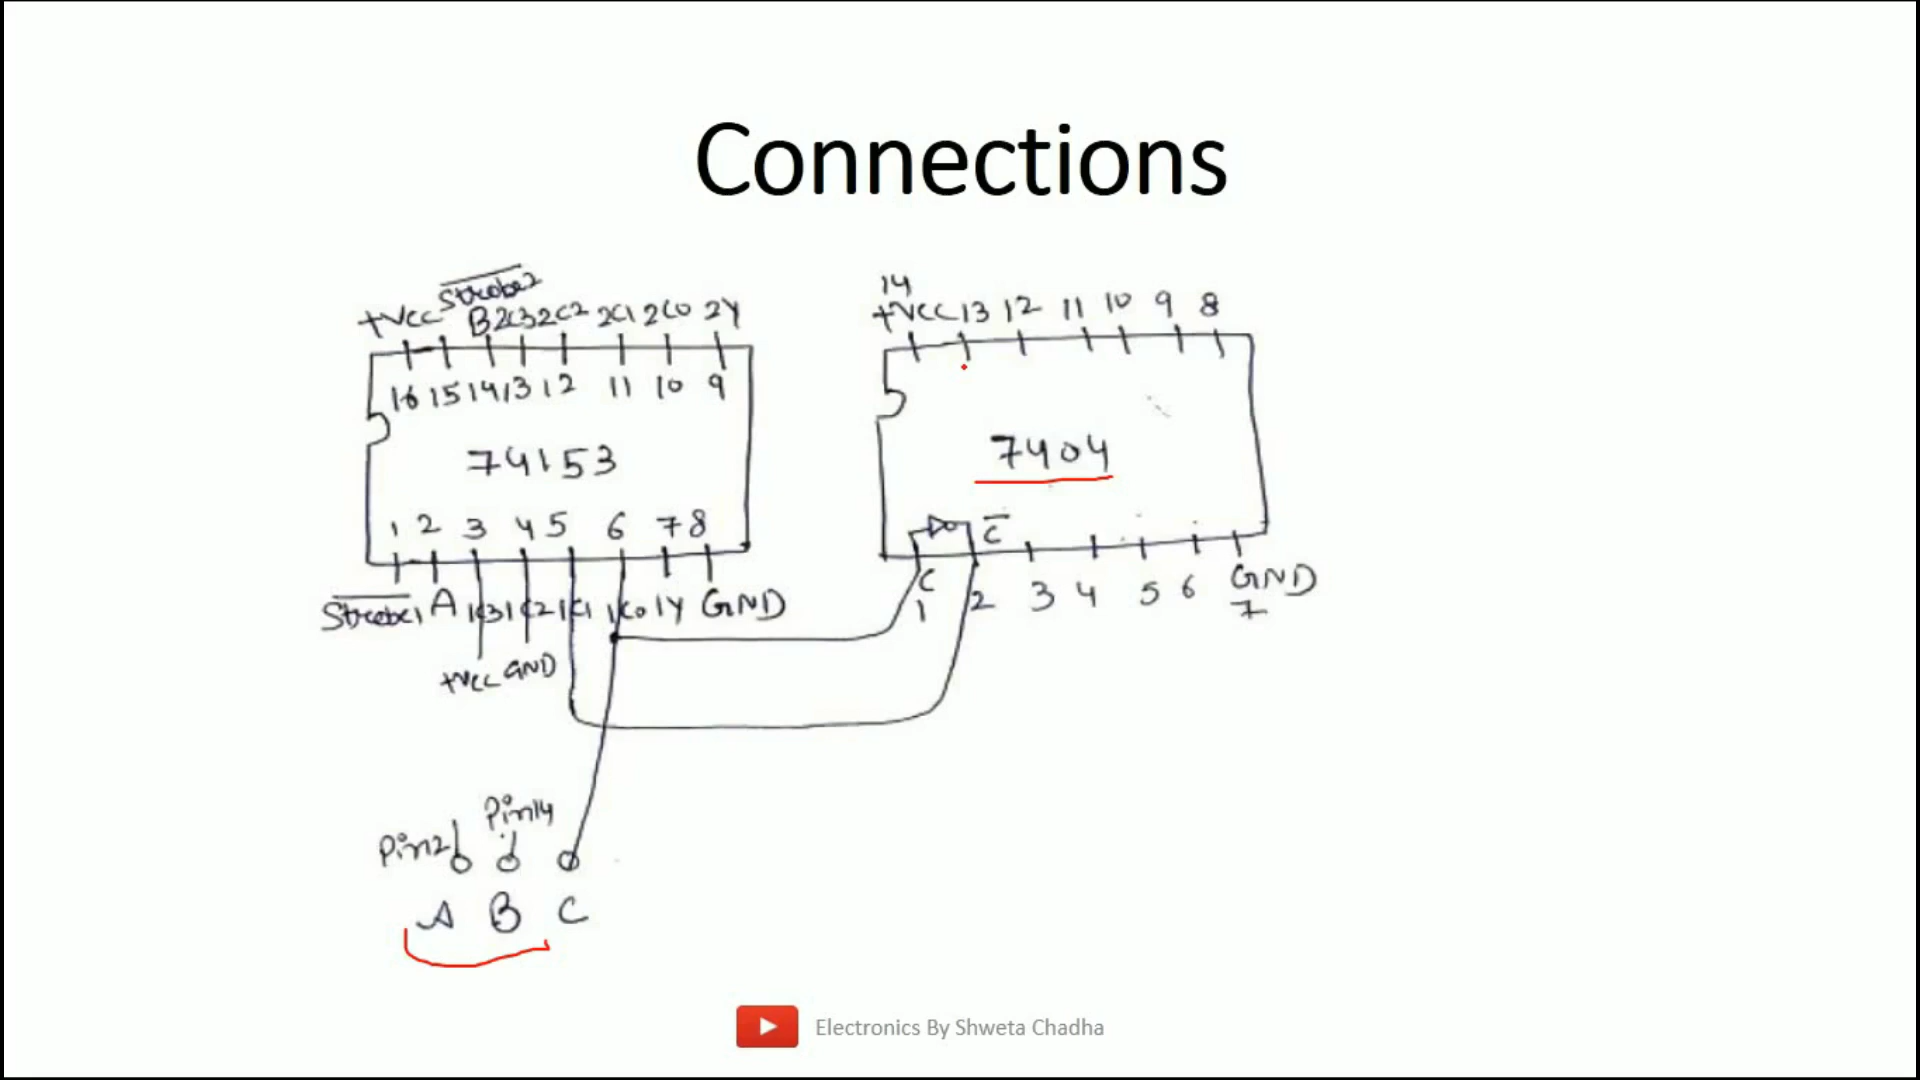 Connections
Strobe2
+Vcc B 2C3 2C2 2C1 2C0 2Y
16 15 14 13 12 11 10 9
74153
1 2 3 4 5 6 7 8
Strobe1 A 1C3 1C2 1C1 1C0 1Y GND
+Vcc GND
14
+Vcc 13 12 11 10 9 8
7404
C
C
1 2 3 4 5 6 GND
7
Pin2 Pin14
A B C
Electronics By Shweta Chadha